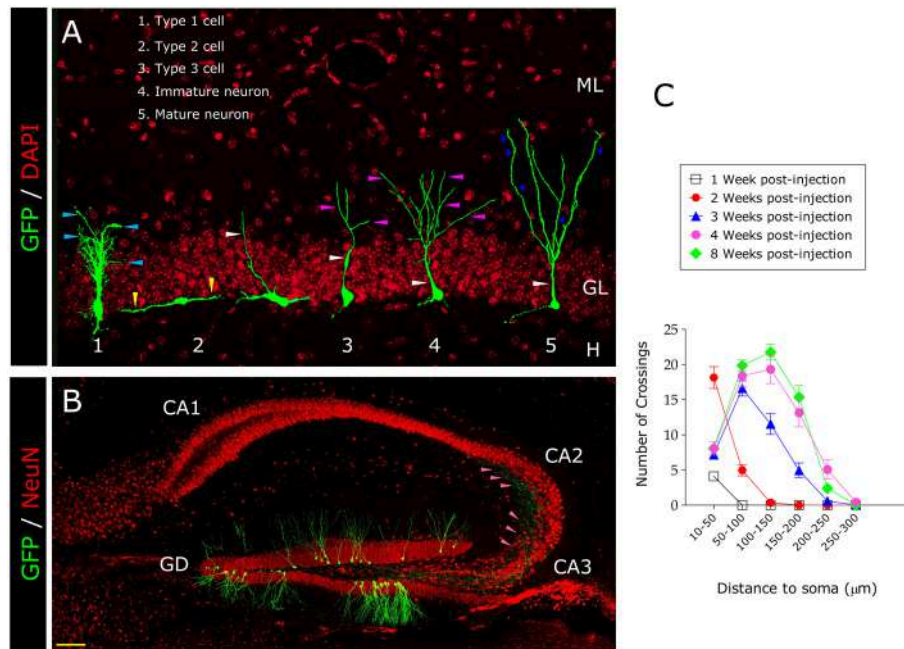 A
GFP / DAPI
1. Type 1 cell
2. Type 2 cell
3. Type 3 cell
4. Immature neuron
5. Mature neuron
ML
GL
H
1 2 3 4 5
B
GFP / NeuN
CA1
CA2
CA3
GD
C
1 Week post-injection
2 Weeks post-injection
3 Weeks post-injection
4 Weeks post-injection
8 Weeks post-injection
Number of Crossings
25
20
15
10
5
0
10-50 50-100 100-150 150-200 200-250 250-300
Distance to soma (μm)